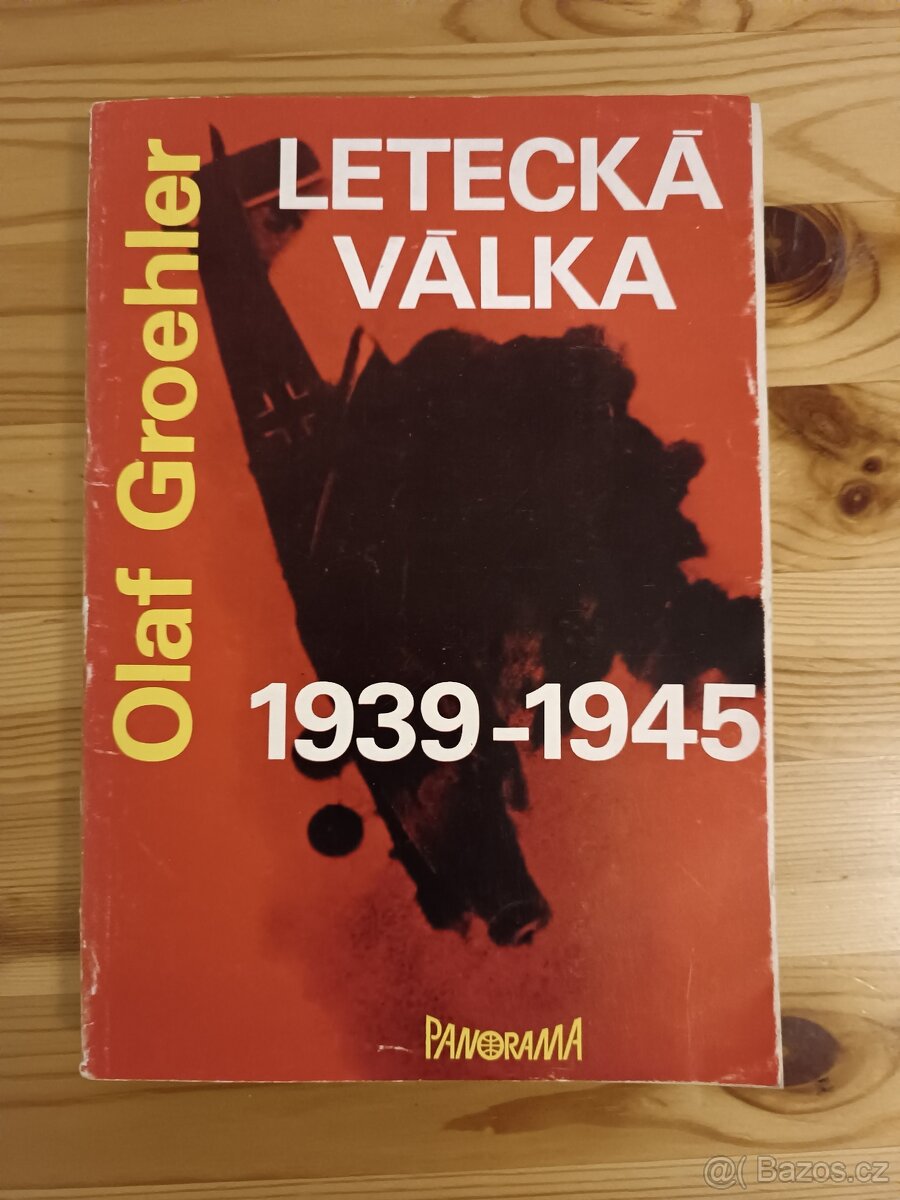 Olaf Groehler
LETECKÁ
VÁLKA
1939-1945
PANORAMA
@( Bazos.cz